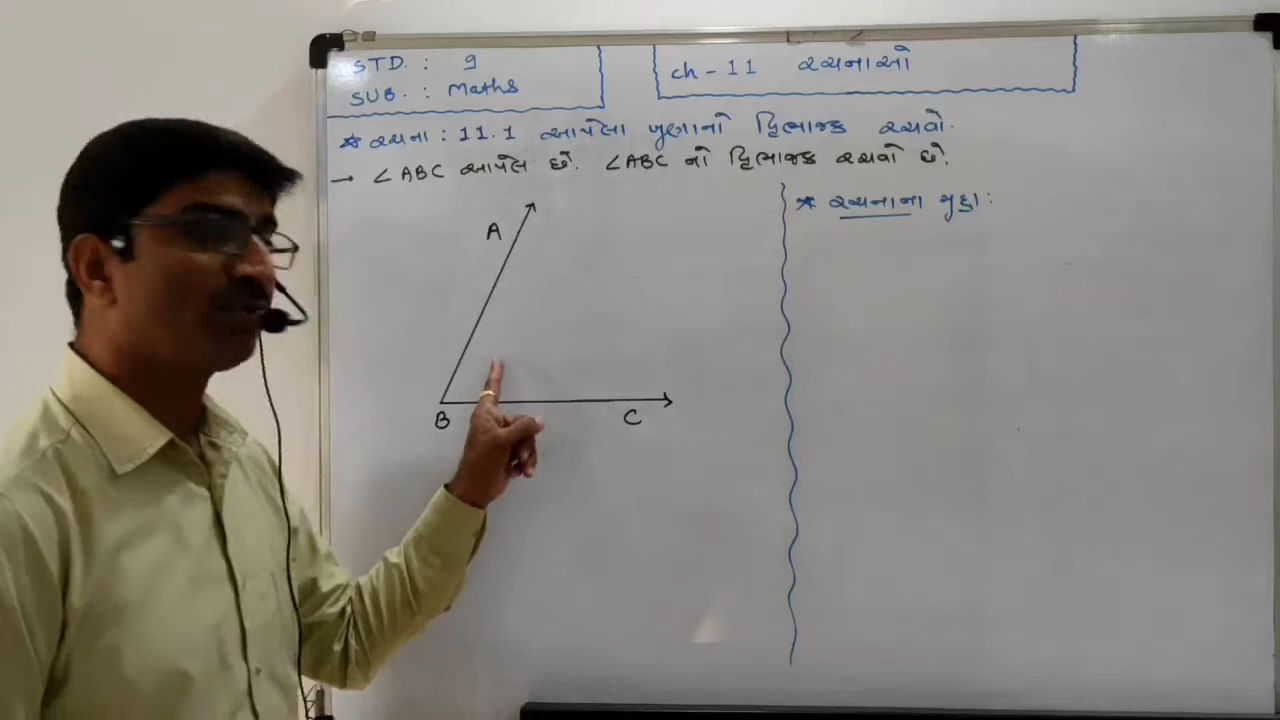 STD. : 9
SUB. : Maths
ch - 11 રચનાઓ
* રચના : 11.1 આપેલા ખૂણાનો દ્વિભાજક રચવો.
→ ∠ABC આપેલ છે. ∠ABC નો દ્વિભાજક રચવો છે.
* રચનાના મુદ્દા :
A
B
C